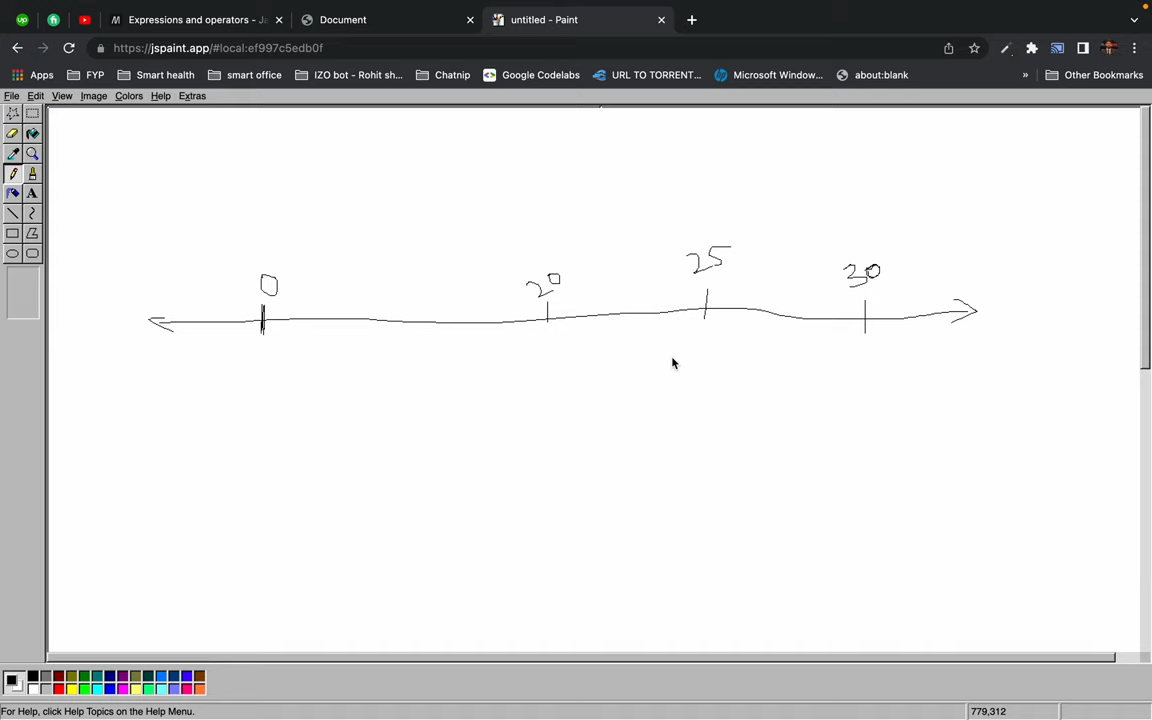 Expressions and operators - Ja
Document
untitled - Paint
https://jspaint.app/#local:ef997c5edb0f
Apps
FYP
Smart health
smart office
IZO bot - Rohit sh...
Chatnip
Google Codelabs
URL TO TORRENT...
Microsoft Window...
about:blank
»
Other Bookmarks
File Edit View Image Colors Help Extras
0
20
25
30
For Help, click Help Topics on the Help Menu.
779,312